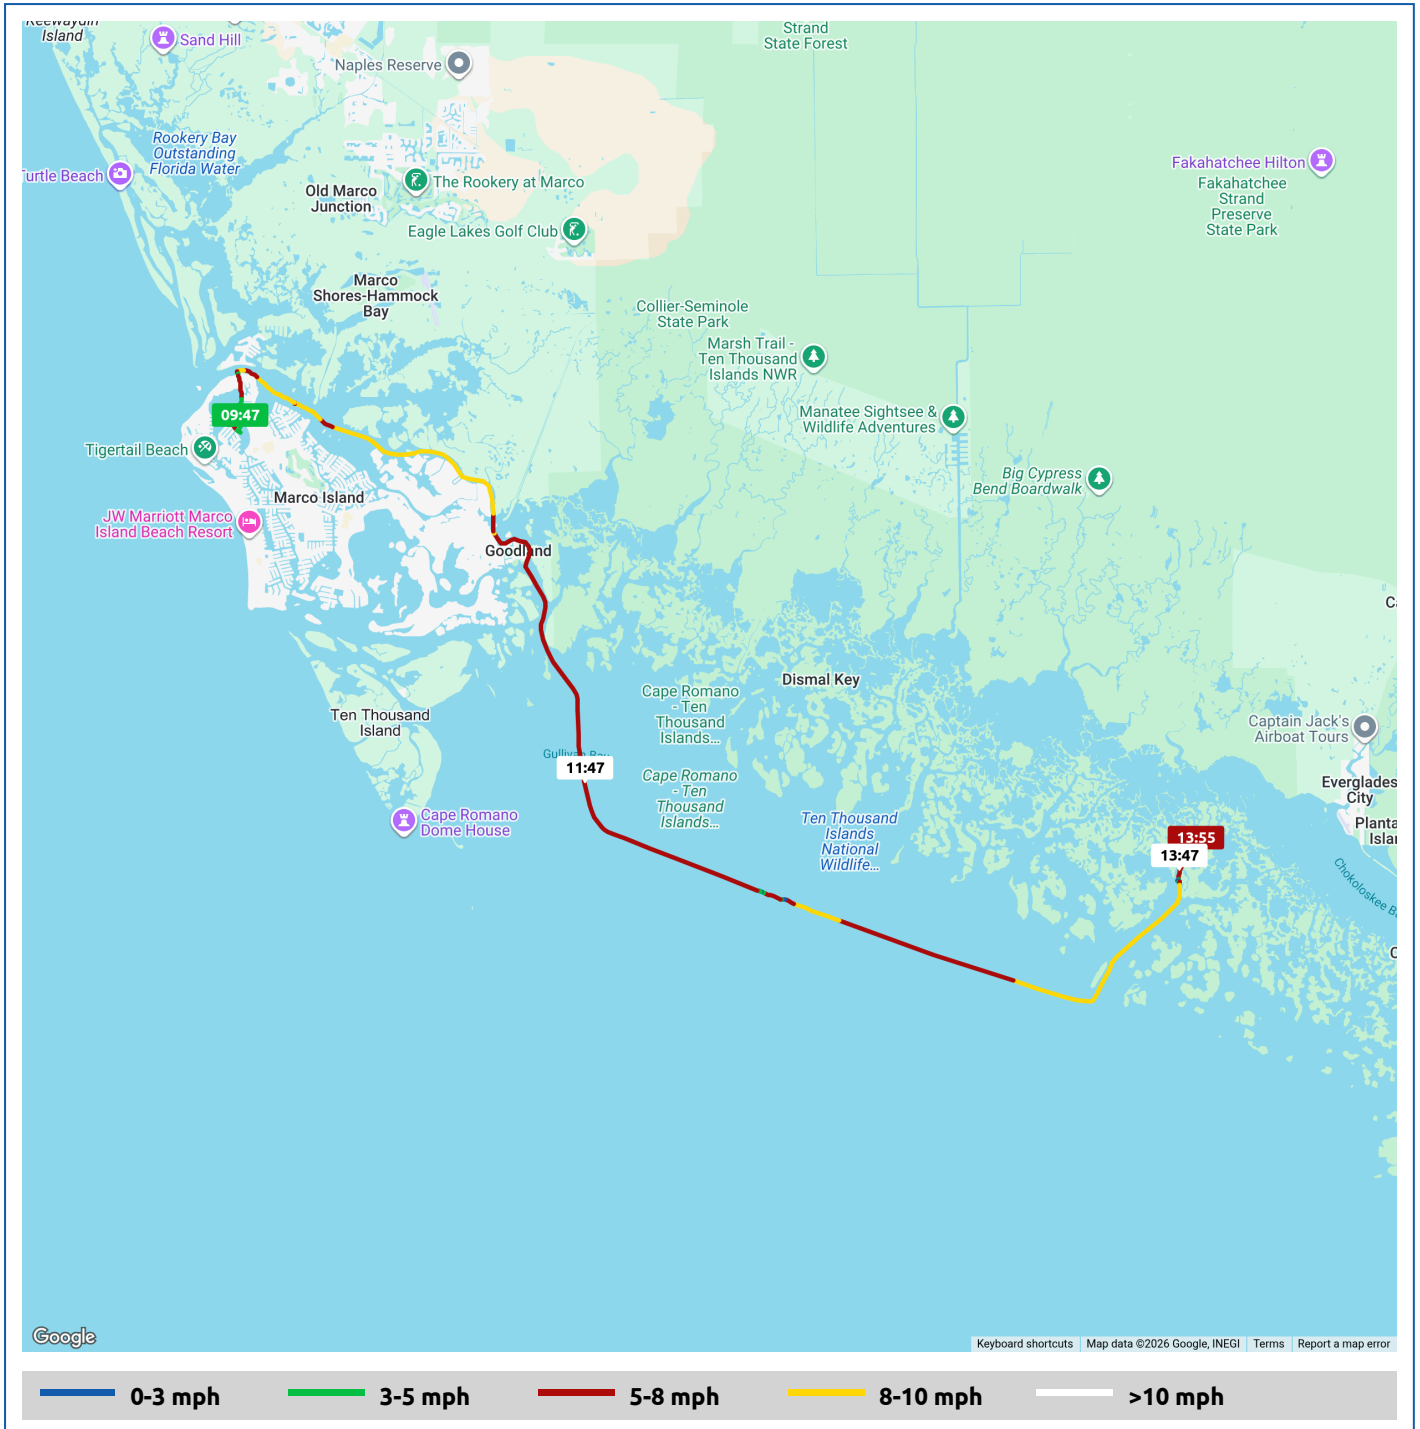 Keewaydin
Island
Sand Hill
Strand
State Forest
Naples Reserve
Rookery Bay
Outstanding
Florida Water
Turtle Beach
The Rookery at Marco
Old Marco
Junction
Eagle Lakes Golf Club
Fakahatchee Hilton
Fakahatchee
Strand
Preserve
State Park
Marco
Shores-Hammock
Bay
Collier-Seminole
State Park
Marsh Trail -
Ten Thousand
Islands NWR
Manatee Sightsee &
Wildlife Adventures
09:47
Tigertail Beach
Big Cypress
Bend Boardwalk
Marco Island
JW Marriott Marco
Island Beach Resort
Goodland
Dismal Key
Cape Romano
- Ten
Thousand
Islands...
Ten Thousand
Island
Captain Jack's
Airboat Tours
Gullivan Bay
11:47
Cape Romano
- Ten
Thousand
Islands...
Everglades
City
Cape Romano
Dome House
Ten Thousand
Islands
National
Wildlife...
Planta
Islan
13:55
13:47
Chokoloskee B
Google
Keyboard shortcuts
Map data ©2026 Google, INEGI
Terms
Report a map error
0-3 mph
3-5 mph
5-8 mph
8-10 mph
>10 mph